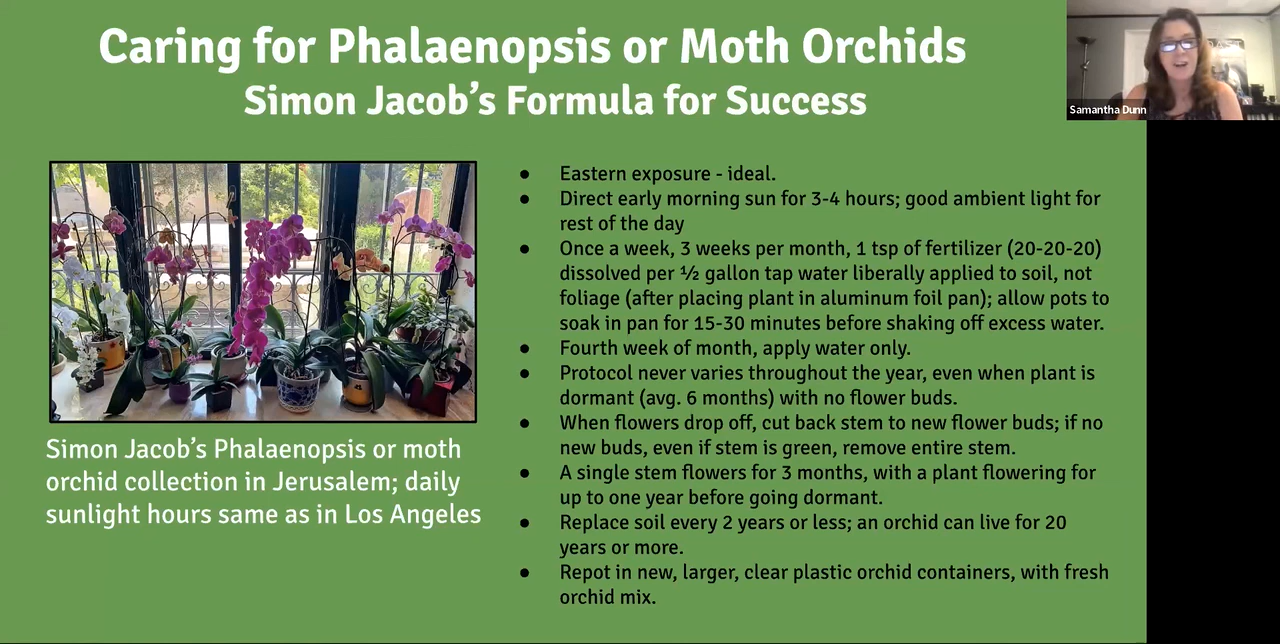 Caring for Phalaenopsis or Moth Orchids
Simon Jacob's Formula for Success
Samantha Dunn
Simon Jacob's Phalaenopsis or moth
orchid collection in Jerusalem; daily
sunlight hours same as in Los Angeles
● Eastern exposure - ideal.
● Direct early morning sun for 3-4 hours; good ambient light for
rest of the day
● Once a week, 3 weeks per month, 1 tsp of fertilizer (20-20-20)
dissolved per ½ gallon tap water liberally applied to soil, not
foliage (after placing plant in aluminum foil pan); allow pots to
soak in pan for 15-30 minutes before shaking off excess water.
● Fourth week of month, apply water only.
● Protocol never varies throughout the year, even when plant is
dormant (avg. 6 months) with no flower buds.
● When flowers drop off, cut back stem to new flower buds; if no
new buds, even if stem is green, remove entire stem.
● A single stem flowers for 3 months, with a plant flowering for
up to one year before going dormant.
● Replace soil every 2 years or less; an orchid can live for 20
years or more.
● Repot in new, larger, clear plastic orchid containers, with fresh
orchid mix.